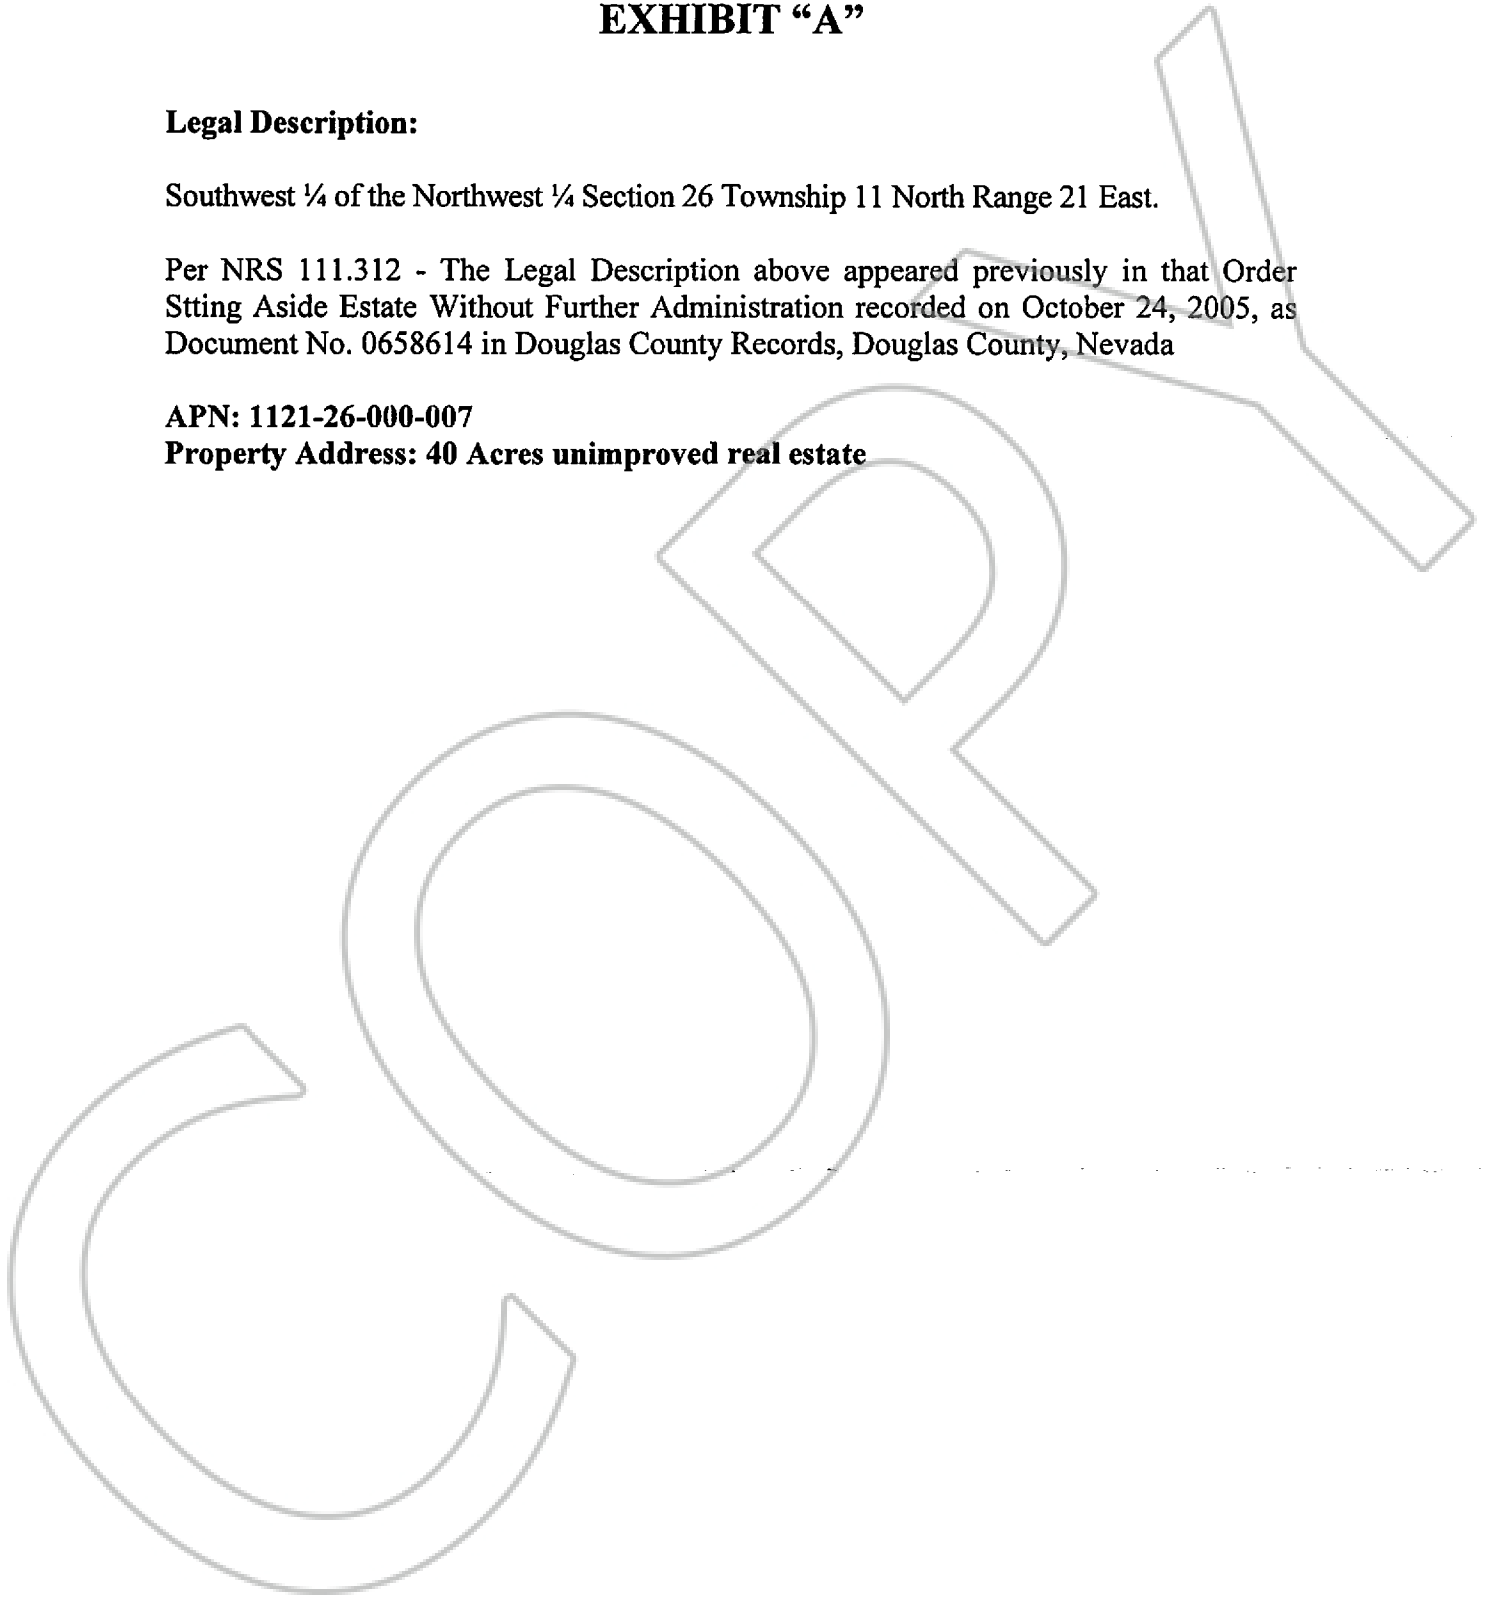 EXHIBIT “A”
Legal Description:
Southwest ¼ of the Northwest ¼ Section 26 Township 11 North Range 21 East.
Per NRS 111.312 - The Legal Description above appeared previously in that Order
Stting Aside Estate Without Further Administration recorded on October 24, 2005, as
Document No. 0658614 in Douglas County Records, Douglas County, Nevada
APN: 1121-26-000-007
Property Address: 40 Acres unimproved real estate
COPY